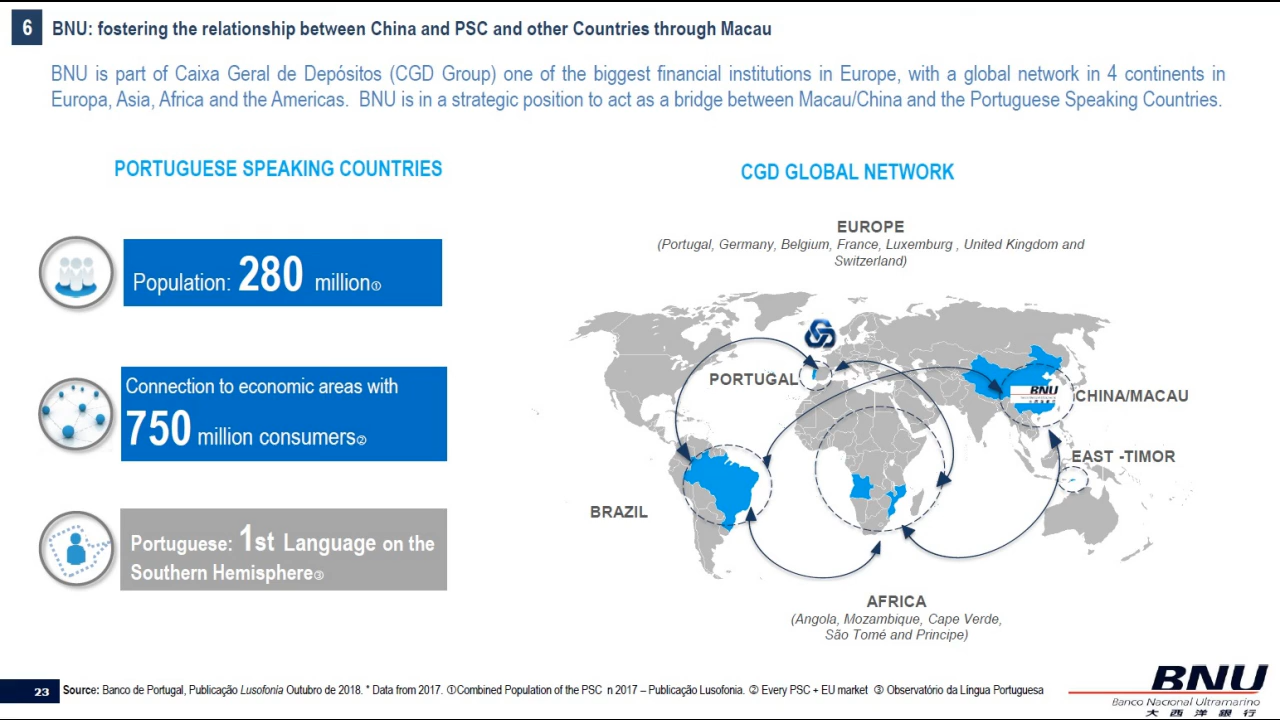 6
BNU: fostering the relationship between China and PSC and other Countries through Macau
BNU is part of Caixa Geral de Depósitos (CGD Group) one of the biggest financial institutions in Europe, with a global network in 4 continents in
Europa, Asia, Africa and the Americas. BNU is in a strategic position to act as a bridge between Macau/China and the Portuguese Speaking Countries.
PORTUGUESE SPEAKING COUNTRIES
Population: 280 million①
Connection to economic areas with
750 million consumers②
Portuguese: 1st Language on the
Southern Hemisphere③
CGD GLOBAL NETWORK
EUROPE
(Portugal, Germany, Belgium, France, Luxemburg , United Kingdom and
Switzerland)
PORTUGAL
BNU
CHINA/MACAU
EAST -TIMOR
BRAZIL
AFRICA
(Angola, Mozambique, Cape Verde,
São Tomé and Principe)
23
Source: Banco de Portugal, Publicação Lusofonia Outubro de 2018. * Data from 2017. ①Combined Population of the PSC n 2017 – Publicação Lusofonia. ② Every PSC + EU market ③ Observatório da Língua Portuguesa
BNU
Banco Nacional Ultramarino
大西洋銀行